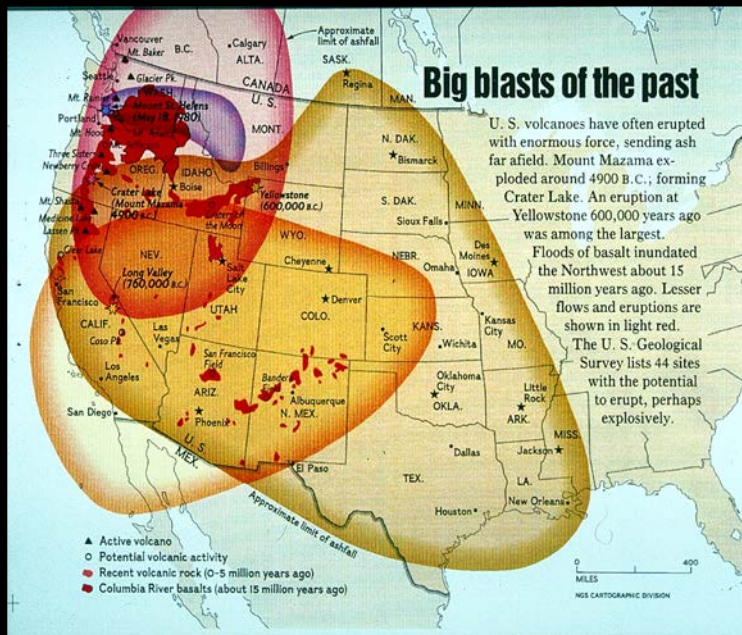 Big blasts of the past
U. S. volcanoes have often erupted
with enormous force, sending ash
far afield. Mount Mazama ex-
ploded around 4900 B.C.; forming
Crater Lake. An eruption at
Yellowstone 600,000 years ago
was among the largest.
Floods of basalt inundated
the Northwest about 15
million years ago. Lesser
flows and eruptions are
shown in light red.
The U. S. Geological
Survey lists 44 sites
with the potential
to erupt, perhaps
explosively.
Approximate
limit of ashfall
Vancouver
Mt. Baker
B.C.
Calgary
ALTA.
SASK.
Regina
MAN.
CANADA
U. S.
Seattle
Glacier Pk.
WASH.
Mt. Rainier
Mount St. Helens
(May 18, 1980)
Portland
Mt. Hood
MONT.
N. DAK.
Bismarck
Three Sisters
Newberry
OREG.
IDAHO
Boise
Billings
S. DAK.
MINN.
Crater Lake
(Mount Mazama
4900 B.C.)
Craters of
the Moon
Yellowstone
(600,000 B.C.)
Sioux Falls
Mt. Shasta
Medicine Lake
Lassen Pk.
WYO.
Des
Moines
IOWA
Clear Lake
NEV.
Long Valley
(760,000 B.C.)
Salt
Lake
City
Cheyenne
NEBR.
Omaha
San
Francisco
UTAH
Denver
COLO.
CALIF.
Coso Pk.
Las
Vegas
Scott
City
KANS.
Wichita
Kansas
City
MO.
Los
Angeles
San Francisco
Field
Albuquerque
Oklahoma
City
OKLA.
Little
Rock
ARK.
San Diego
ARIZ.
Phoenix
N. MEX.
MISS.
Jackson
U. S.
MEX.
El Paso
Dallas
TEX.
LA.
Houston
New Orleans
Approximate limit of ashfall
Active volcano
Potential volcanic activity
Recent volcanic rock (0-5 million years ago)
Columbia River basalts (about 15 million years ago)
0
400
MILES
NGS CARTOGRAPHIC DIVISION